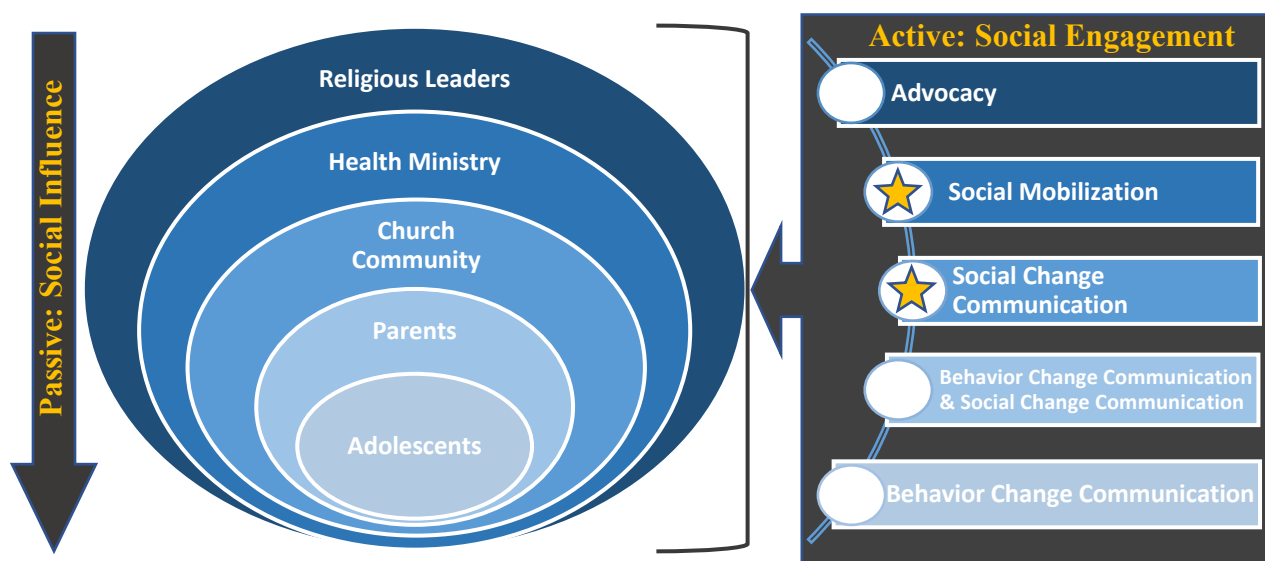 Passive: Social Influence
Religious Leaders
Health Ministry
Church
Community
Parents
Adolescents
Active: Social Engagement
Advocacy
Social Mobilization
Social Change
Communication
Behavior Change Communication
& Social Change Communication
Behavior Change Communication